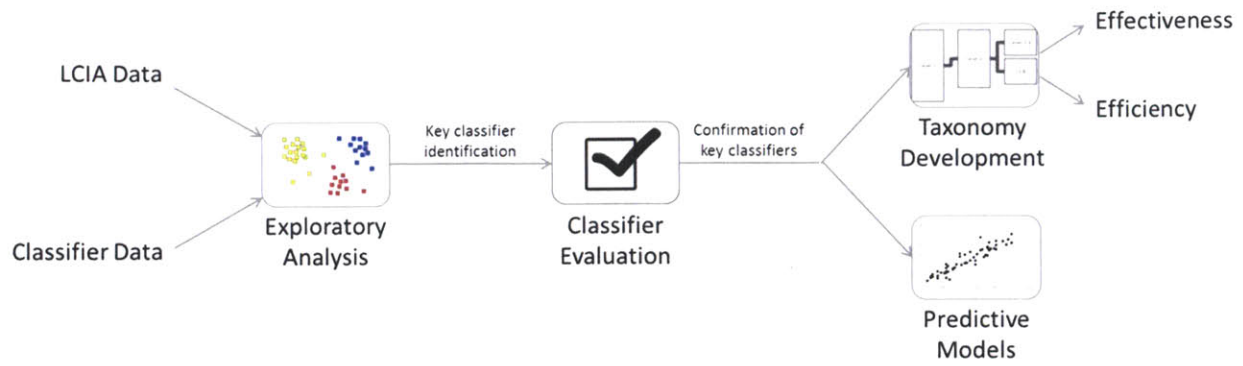 LCIA Data
Classifier Data
Exploratory
Analysis
Key classifier
identification
Classifier
Evaluation
Confirmation of
key classifiers
Taxonomy
Development
Effectiveness
Efficiency
Predictive
Models